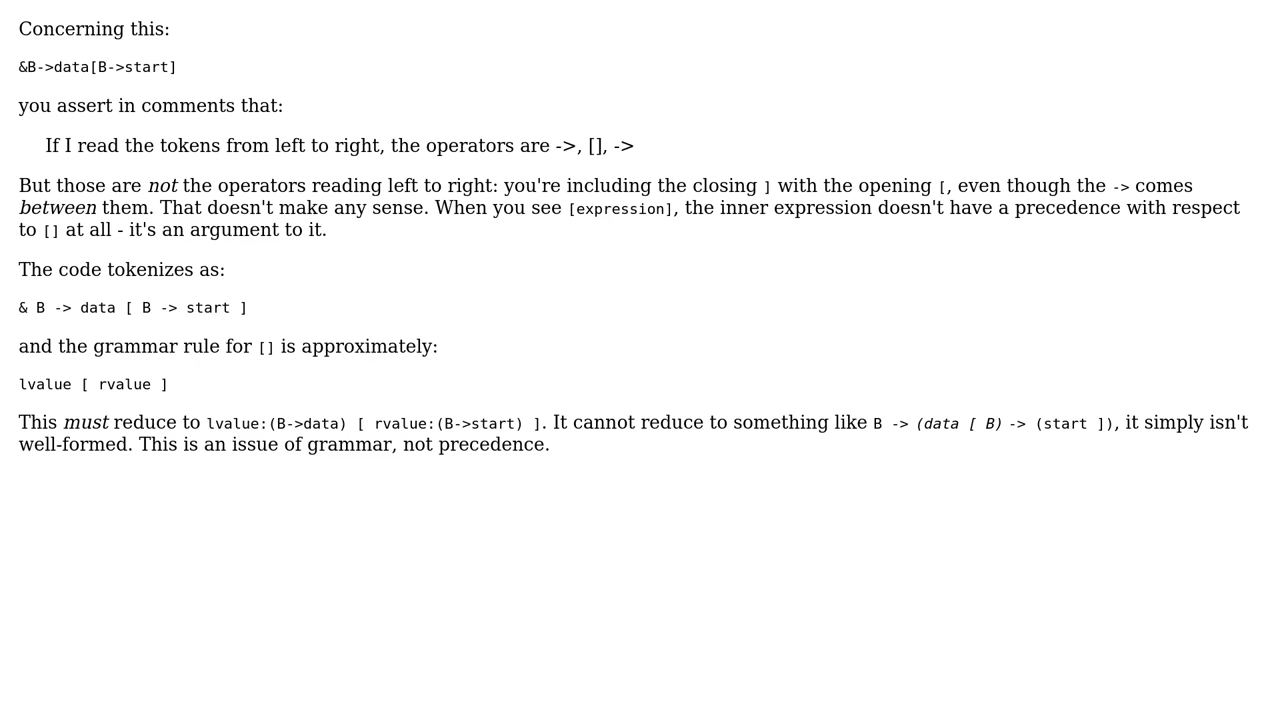 Concerning this:
&B->data[B->start]
you assert in comments that:
If I read the tokens from left to right, the operators are ->, [], ->
But those are not the operators reading left to right: you're including the closing ] with the opening [, even though the -> comes
between them. That doesn't make any sense. When you see [expression], the inner expression doesn't have a precedence with respect
to [] at all - it's an argument to it.
The code tokenizes as:
& B -> data [ B -> start ]
and the grammar rule for [] is approximately:
lvalue [ rvalue ]
This must reduce to lvalue:(B->data) [ rvalue:(B->start) ]. It cannot reduce to something like B -> (data [ B) -> (start ]), it simply isn't
well-formed. This is an issue of grammar, not precedence.